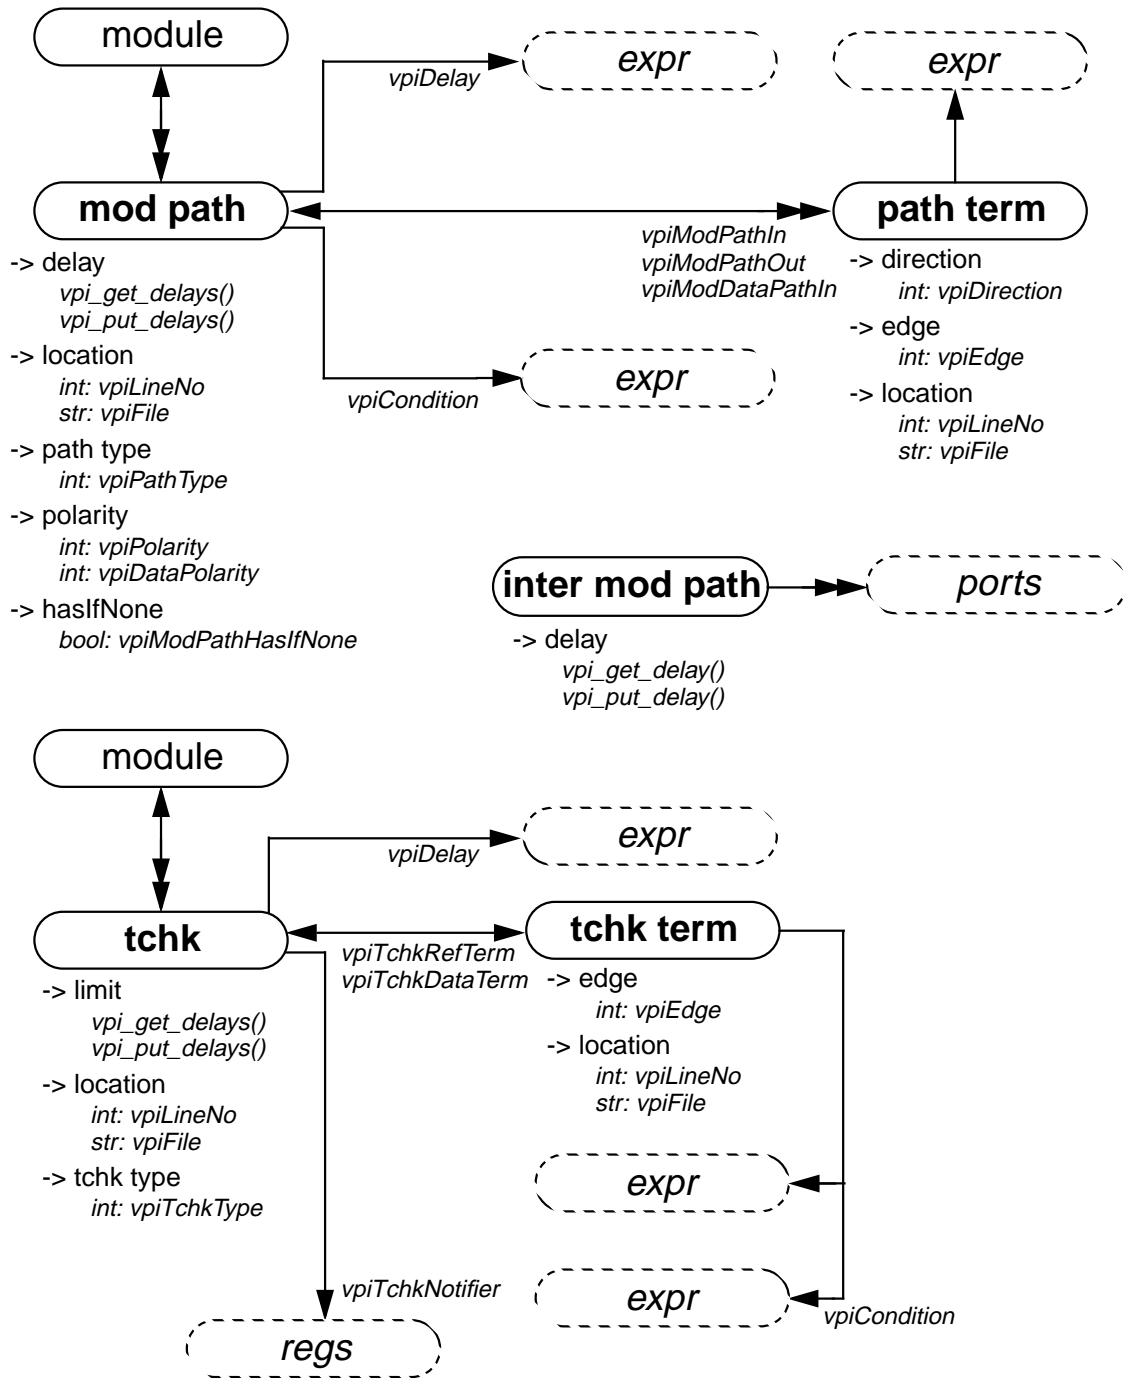 module
expr
expr
vpiDelay
mod path
path term
vpiModPathIn
vpiModPathOut
vpiModDataPathIn
-> delay
vpi_get_delays()
vpi_put_delays()
-> location
int: vpiLineNo
str: vpiFile
-> path type
int: vpiPathType
-> polarity
int: vpiPolarity
int: vpiDataPolarity
-> hasIfNone
bool: vpiModPathHasIfNone
-> direction
int: vpiDirection
-> edge
int: vpiEdge
-> location
int: vpiLineNo
str: vpiFile
expr
vpiCondition
inter mod path
ports
-> delay
vpi_get_delay()
vpi_put_delay()
module
expr
vpiDelay
tchk
tchk term
vpiTchkRefTerm
vpiTchkDataTerm
-> limit
vpi_get_delays()
vpi_put_delays()
-> location
int: vpiLineNo
str: vpiFile
-> tchk type
int: vpiTchkType
-> edge
int: vpiEdge
-> location
int: vpiLineNo
str: vpiFile
expr
expr
vpiCondition
vpiTchkNotifier
regs